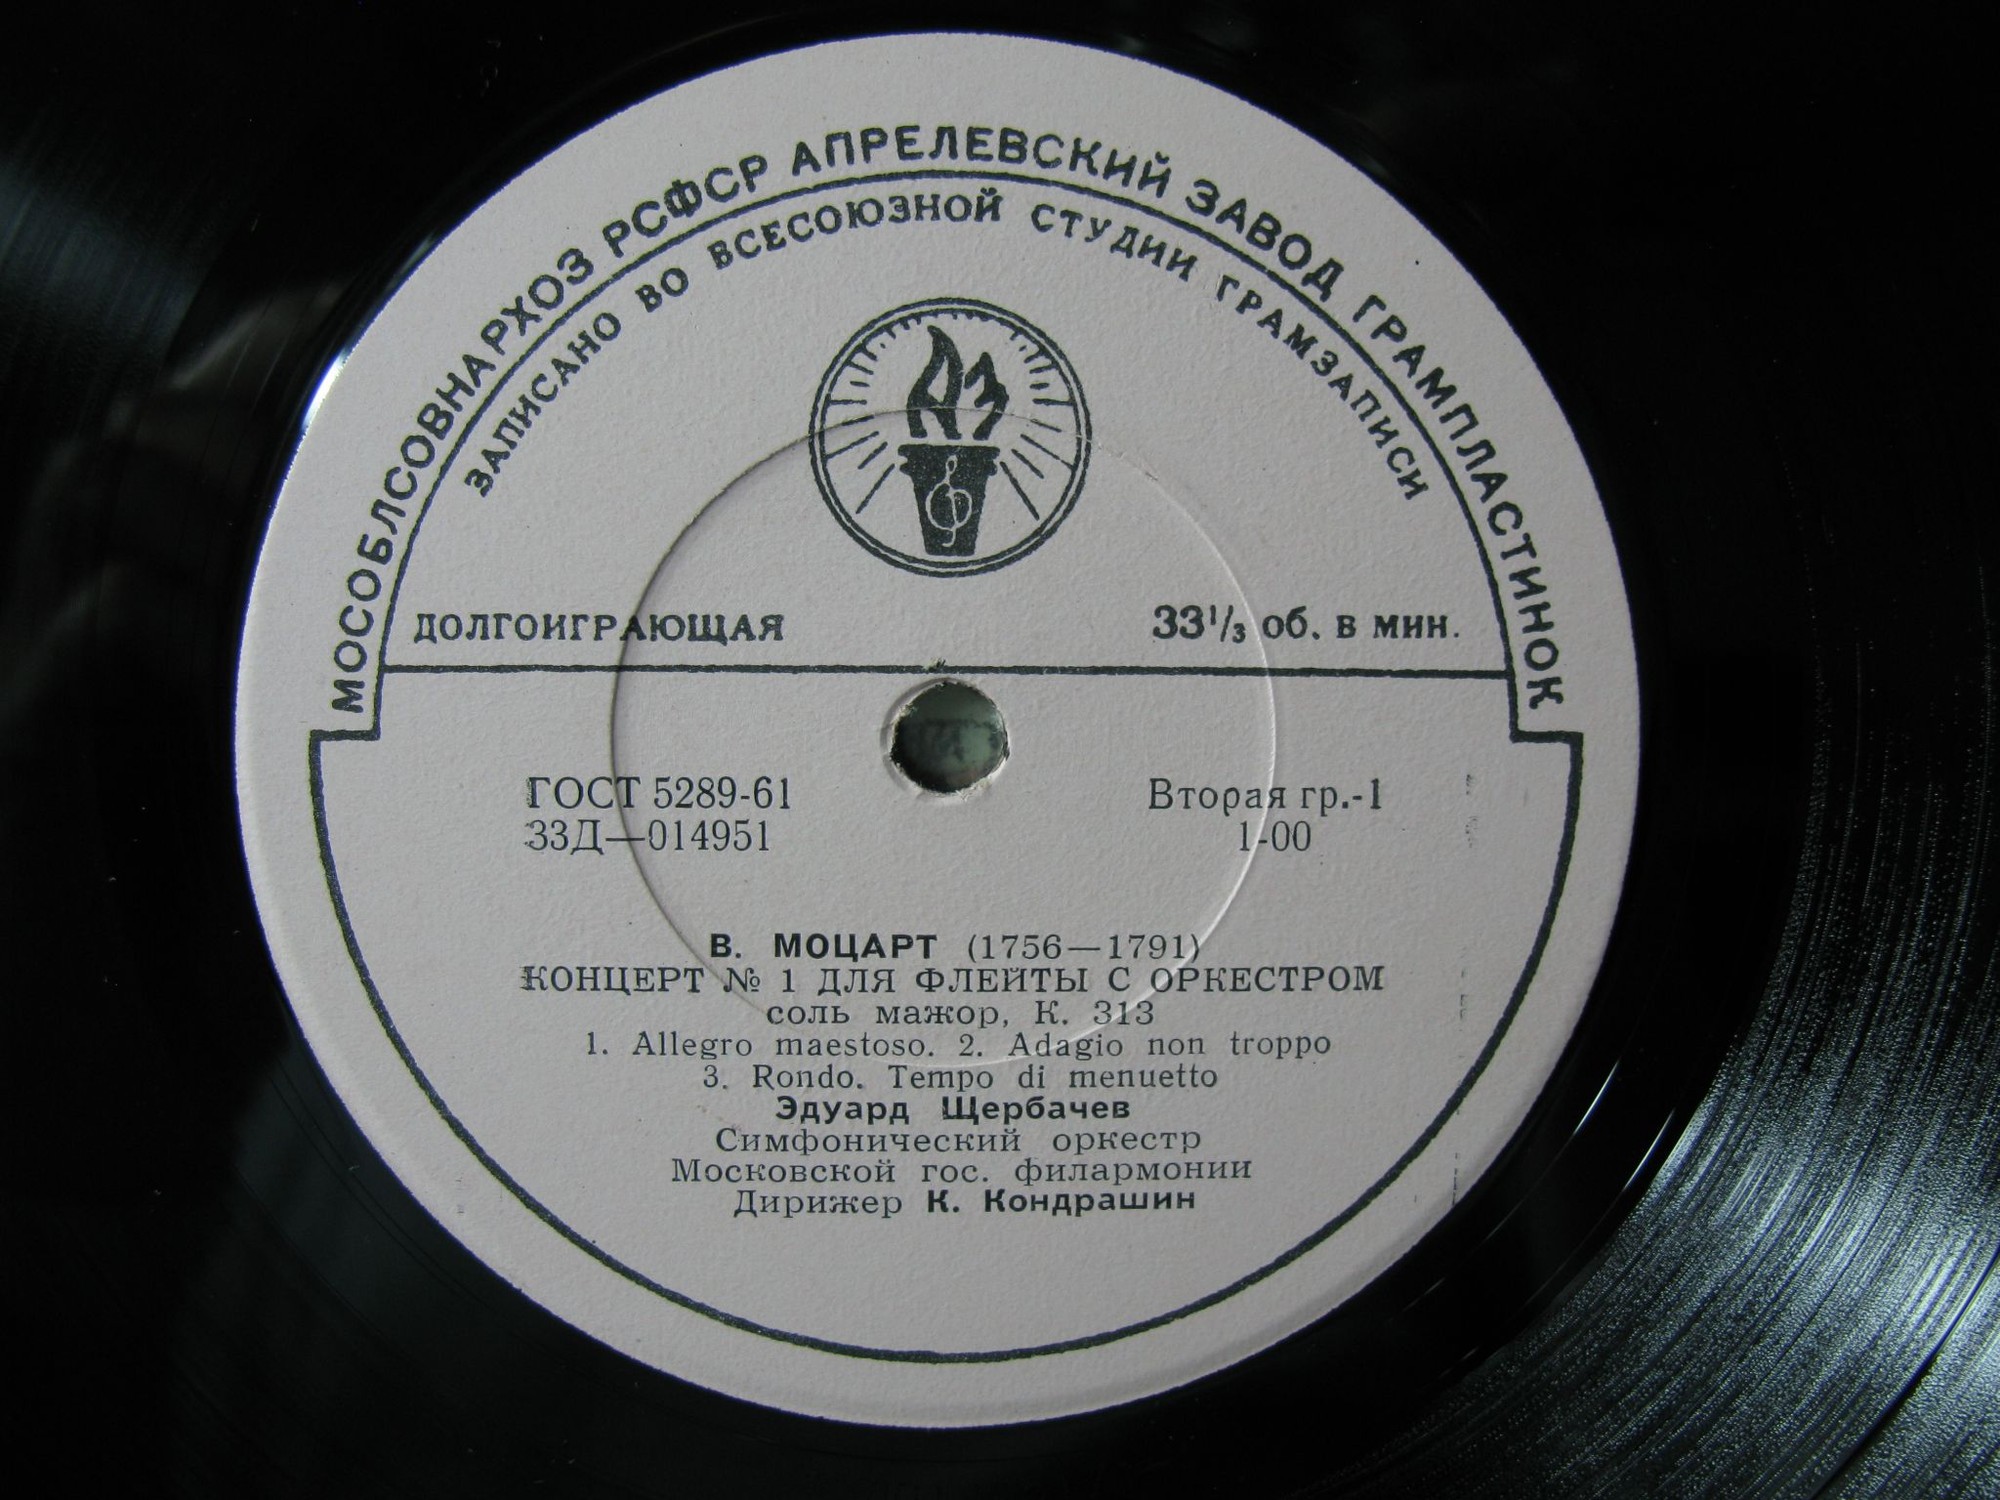 МОСОБЛСОВНАРХОЗ РСФСР АПРЕЛЕВСКИЙ ЗАВОД ГРАМПЛАСТИНОК
ЗАПИСАНО ВО ВСЕСОЮЗНОЙ СТУДИИ ГРАМЗАПИСИ
ДОЛГОИГРАЮЩАЯ 33¹/₃ об. в мин.
ГОСТ 5289-61 Вторая гр.-1
33Д—014951 1-00
В. МОЦАРТ (1756—1791)
КОНЦЕРТ № 1 ДЛЯ ФЛЕЙТЫ С ОРКЕСТРОМ
соль мажор, К. 313
1. Allegro maestoso. 2. Adagio non troppo
3. Rondo. Tempo di menuetto
Эдуард Щербачев
Симфонический оркестр
Московской гос. филармонии
Дирижер К. Кондрашин